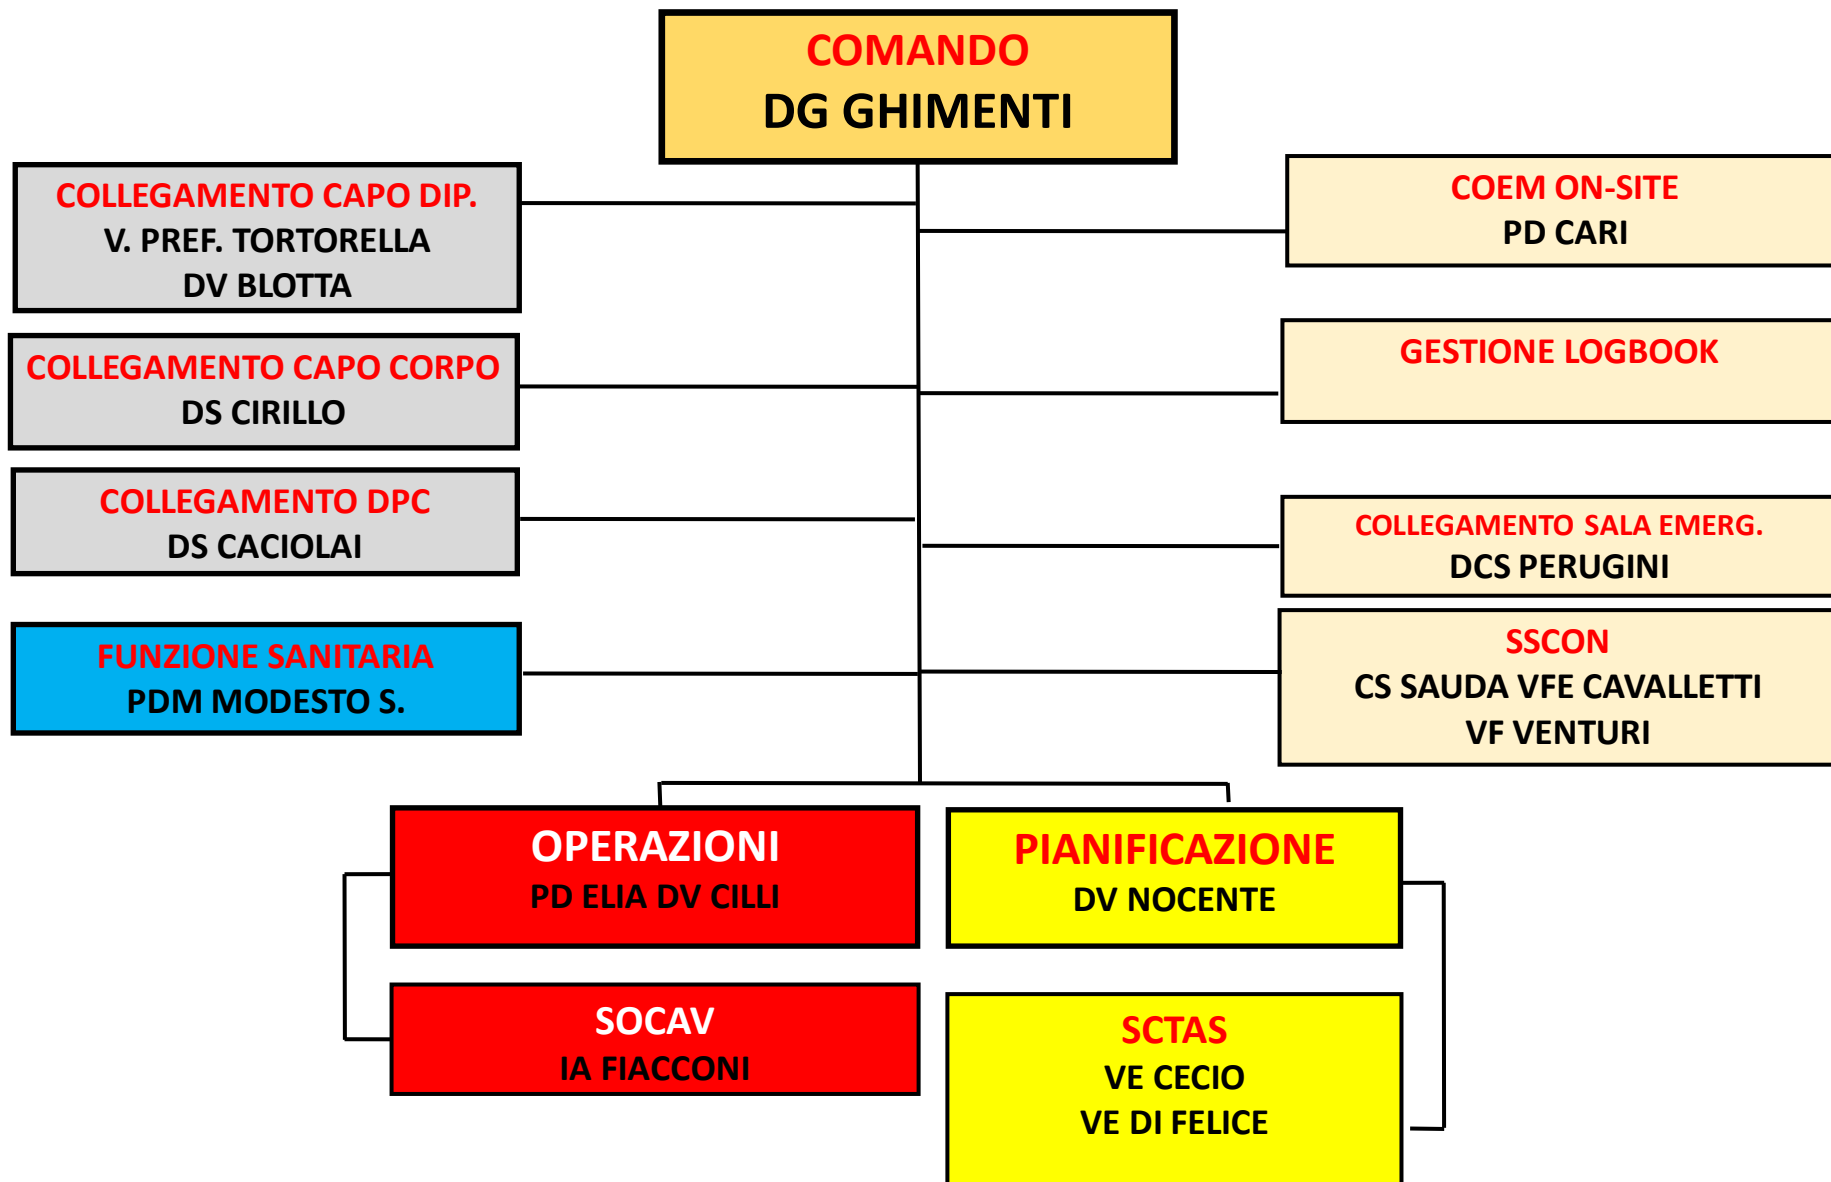 COMANDO
DG GHIMENTI
COLLEGAMENTO CAPO DIP.
V. PREF. TORTORELLA
DV BLOTTA
COEM ON-SITE
PD CARI
COLLEGAMENTO CAPO CORPO
DS CIRILLO
GESTIONE LOGBOOK
COLLEGAMENTO DPC
DS CACIOLAI
COLLEGAMENTO SALA EMERG.
DCS PERUGINI
FUNZIONE SANITARIA
PDM MODESTO S.
SSCON
CS SAUDA VFE CAVALLETTI
VF VENTURI
OPERAZIONI
PD ELIA DV CILLI
PIANIFICAZIONE
DV NOCENTE
SOCAV
IA FIACCONI
SCTAS
VE CECIO
VE DI FELICE